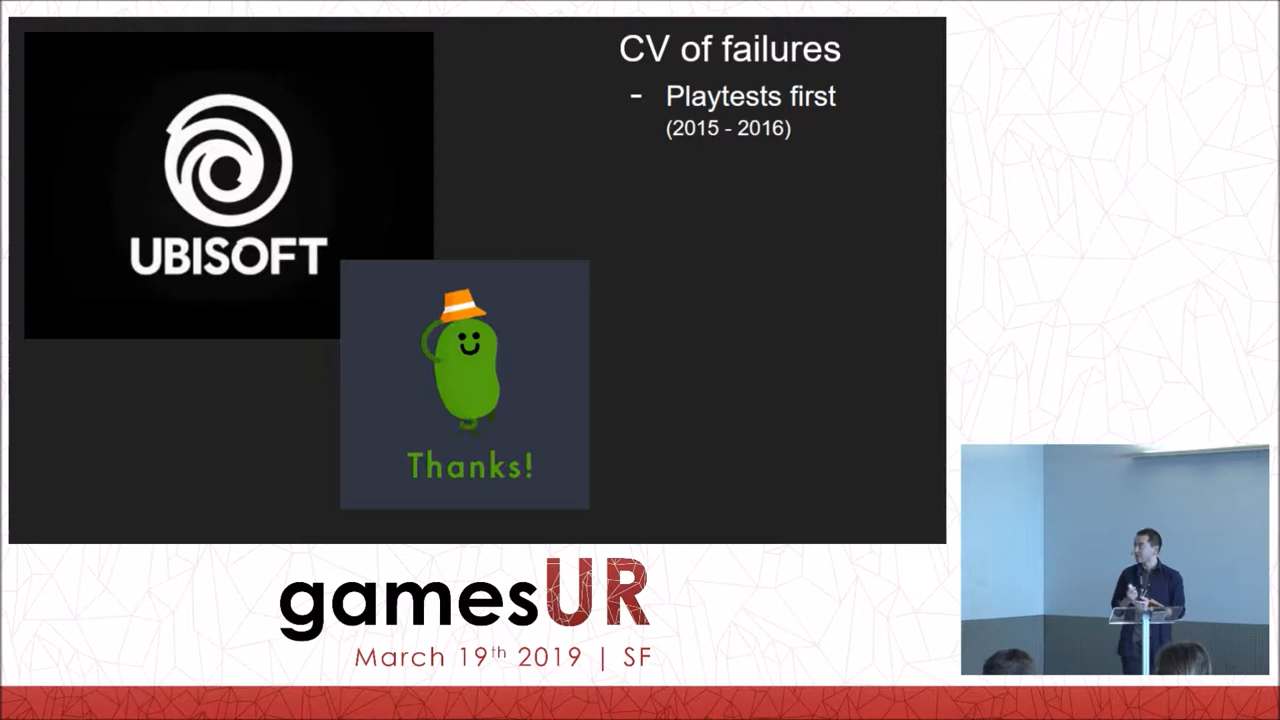 CV of failures
- Playtests first
(2015 - 2016)
UBISOFT
Thanks!
gamesUR
March 19th 2019 | SF